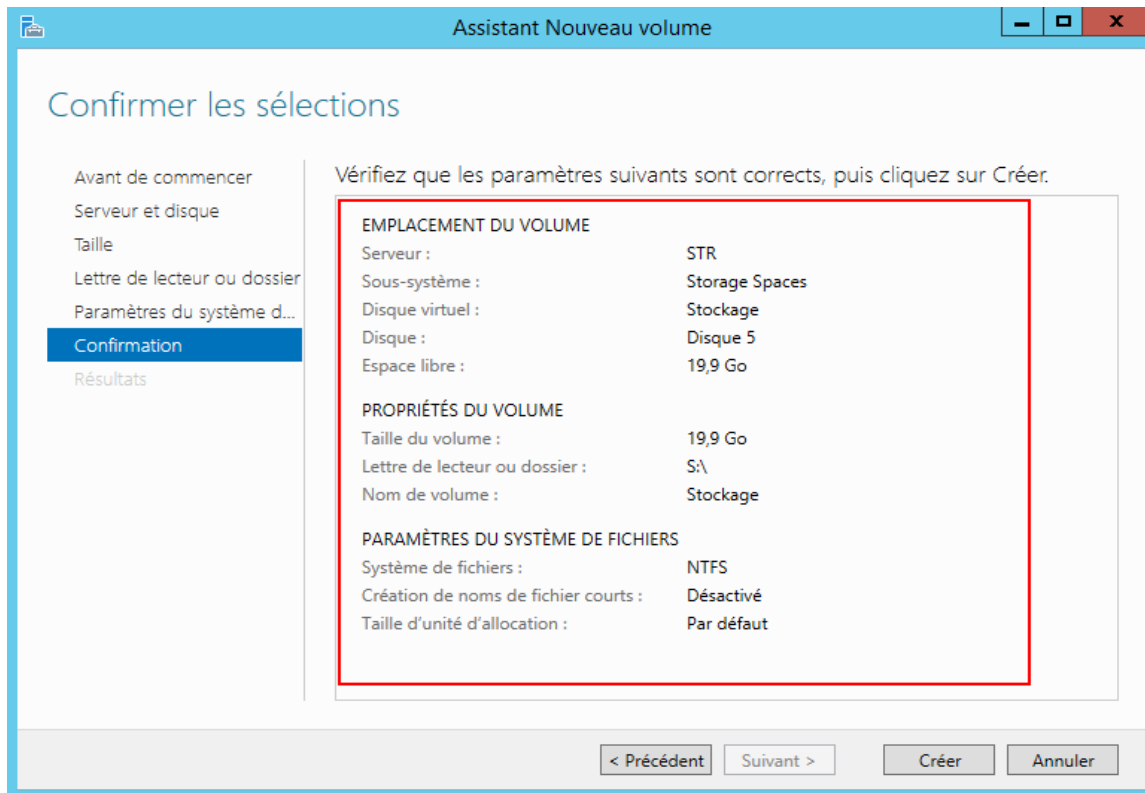 Assistant Nouveau volume
Confirmer les sélections
Avant de commencer
Serveur et disque
Taille
Lettre de lecteur ou dossier
Paramètres du système d...
Confirmation
Résultats
Vérifiez que les paramètres suivants sont corrects, puis cliquez sur Créer.
EMPLACEMENT DU VOLUME
Serveur : STR
Sous-système : Storage Spaces
Disque virtuel : Stockage
Disque : Disque 5
Espace libre : 19,9 Go
PROPRIÉTÉS DU VOLUME
Taille du volume : 19,9 Go
Lettre de lecteur ou dossier : S:\
Nom de volume : Stockage
PARAMÈTRES DU SYSTÈME DE FICHIERS
Système de fichiers : NTFS
Création de noms de fichier courts : Désactivé
Taille d’unité d’allocation : Par défaut
< Précédent Suivant > Créer Annuler